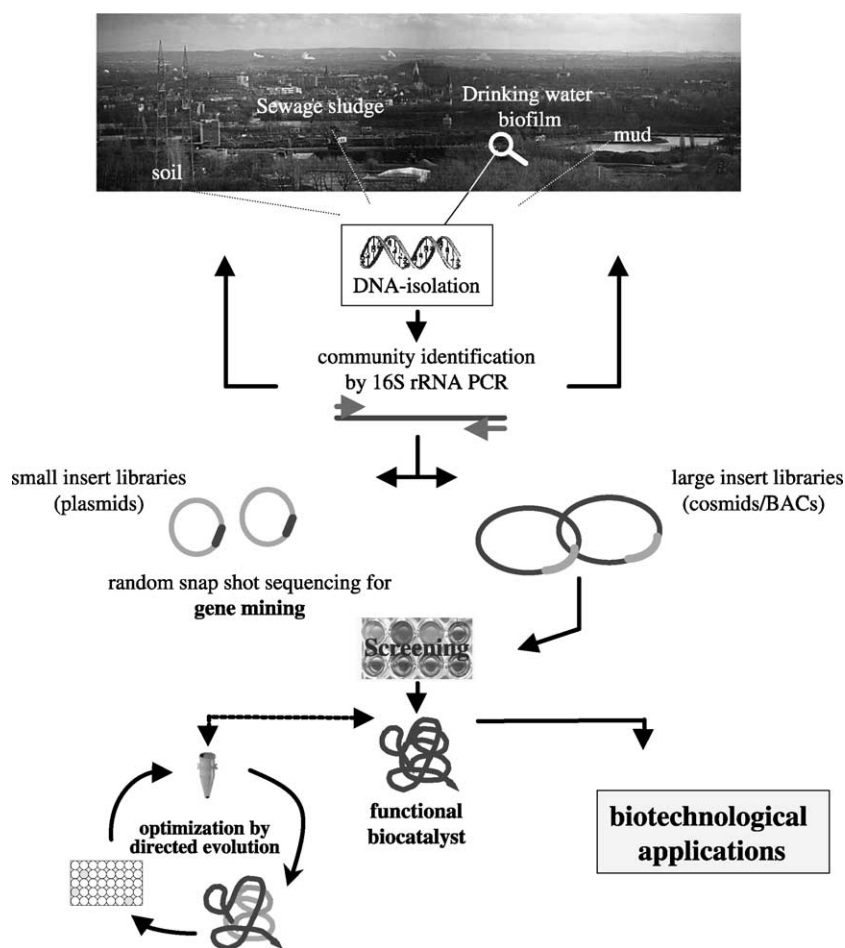 Sewage sludge
Drinking water
biofilm
mud
soil
DNA-isolation
community identification
by 16S rRNA PCR
small insert libraries
(plasmids)
large insert libraries
(cosmids/BACs)
random snap shot sequencing for
gene mining
Screening
functional
biocatalyst
optimization by
directed evolution
biotechnological
applications